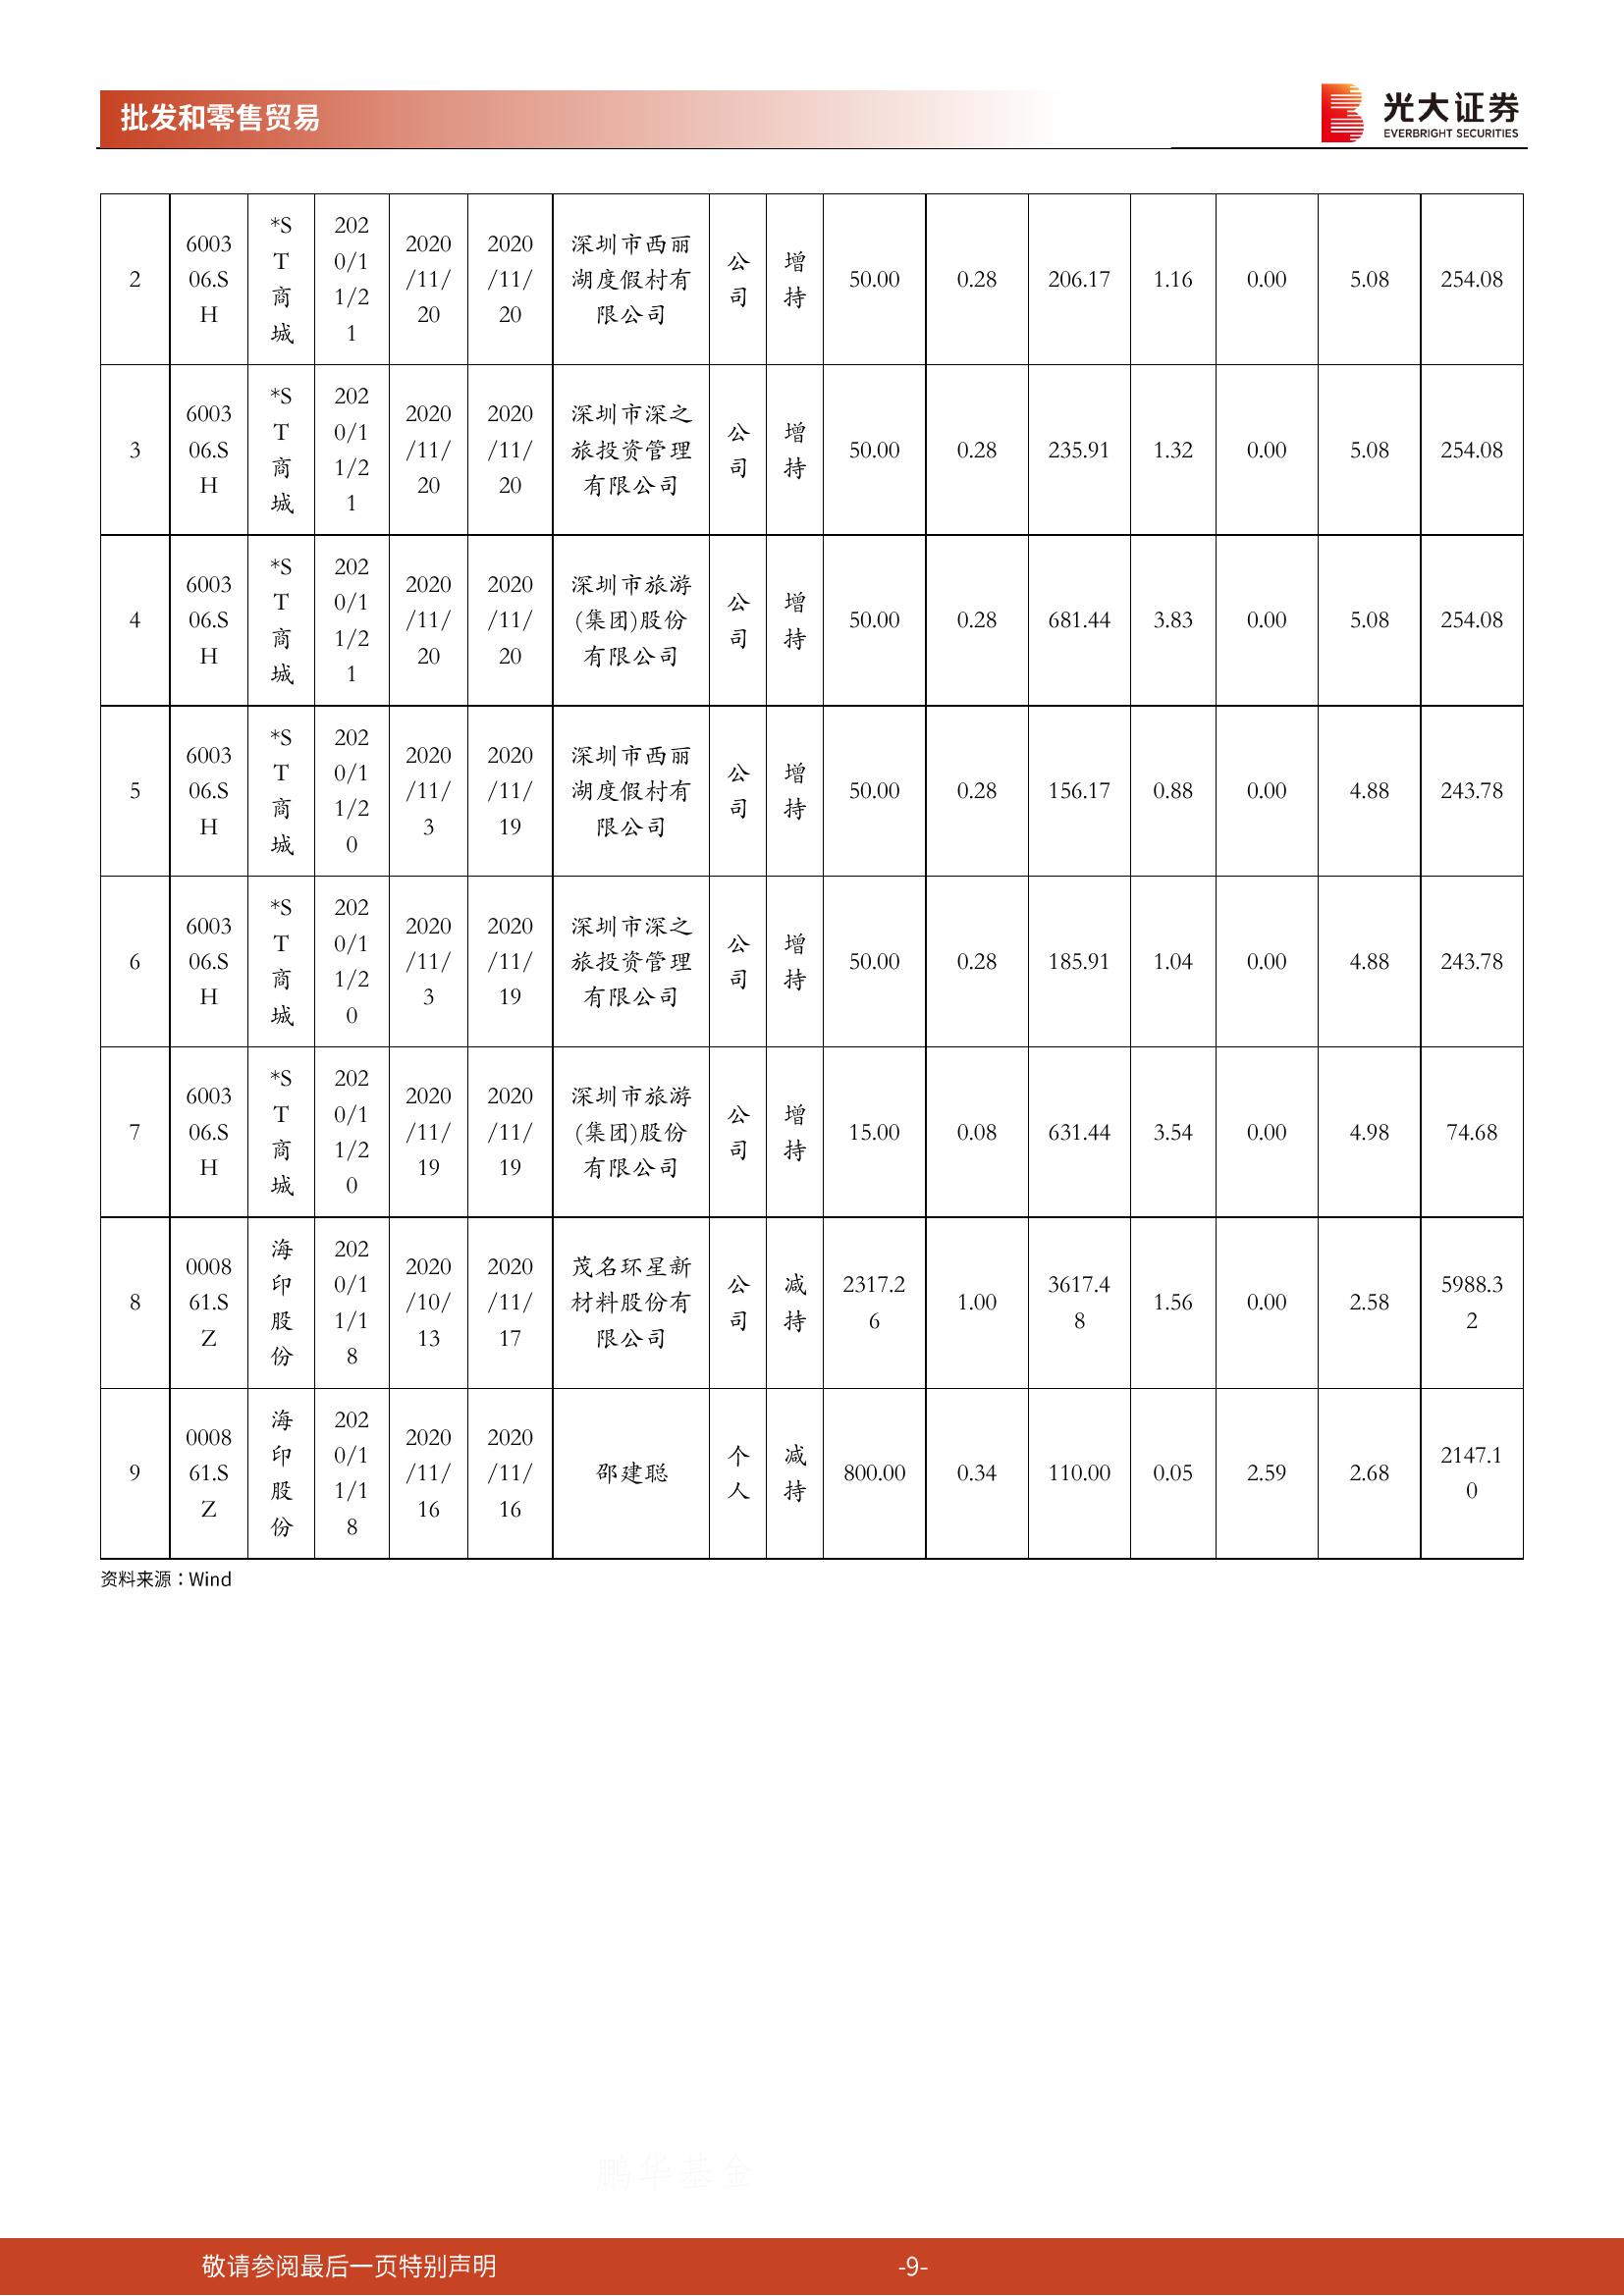 批发和零售贸易
光大证券
EVERBRIGHT SECURITIES
2 600306.SH *ST商城 2020/11/21 2020/11/20 2020/11/20 深圳市西丽湖度假村有限公司 公司 增持 50.00 0.28 206.17 1.16 0.00 5.08 254.08
3 600306.SH *ST商城 2020/11/21 2020/11/20 2020/11/20 深圳市深之旅投资管理有限公司 公司 增持 50.00 0.28 235.91 1.32 0.00 5.08 254.08
4 600306.SH *ST商城 2020/11/21 2020/11/20 2020/11/20 深圳市旅游(集团)股份有限公司 公司 增持 50.00 0.28 681.44 3.83 0.00 5.08 254.08
5 600306.SH *ST商城 2020/11/20 2020/11/3 2020/11/19 深圳市西丽湖度假村有限公司 公司 增持 50.00 0.28 156.17 0.88 0.00 4.88 243.78
6 600306.SH *ST商城 2020/11/20 2020/11/3 2020/11/19 深圳市深之旅投资管理有限公司 公司 增持 50.00 0.28 185.91 1.04 0.00 4.88 243.78
7 600306.SH *ST商城 2020/11/20 2020/11/19 2020/11/19 深圳市旅游(集团)股份有限公司 公司 增持 15.00 0.08 631.44 3.54 0.00 4.98 74.68
8 000861.SZ 海印股份 2020/11/18 2020/10/13 2020/11/17 茂名环星新材料股份有限公司 公司 减持 2317.26 1.00 3617.48 1.56 0.00 2.58 5988.32
9 000861.SZ 海印股份 2020/11/18 2020/11/16 2020/11/16 邵建聪 个人 减持 800.00 0.34 110.00 0.05 2.59 2.68 2147.10
资料来源：Wind
鹏华基金
敬请参阅最后一页特别声明
-9-